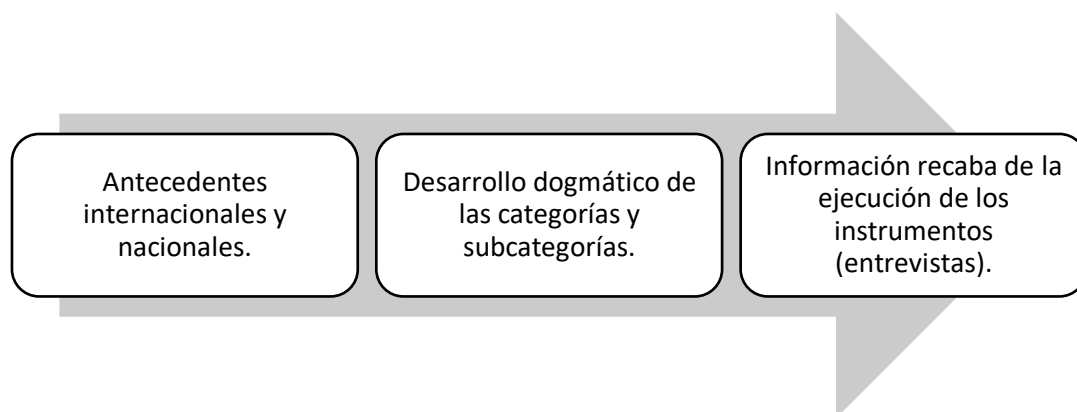 Antecedentes
internacionales y
nacionales.
Desarrollo dogmático de
las categorías y
subcategorías.
Información recaba de la
ejecución de los
instrumentos
(entrevistas).